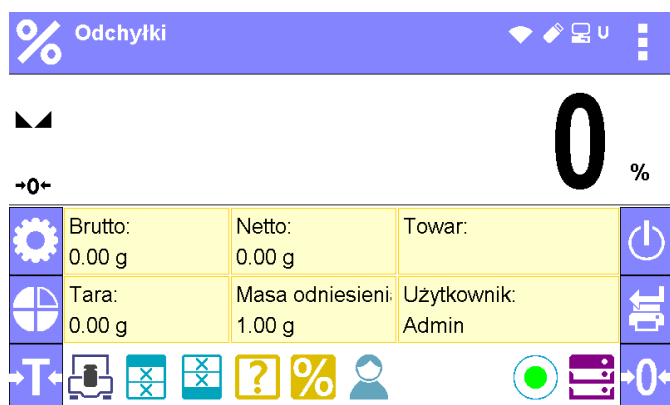 % Odchyłki U
0
→0← %
Brutto: Netto: Towar:
0.00 g 0.00 g
Tara: Masa odniesieni Użytkownik:
0.00 g 1.00 g Admin
→T← ? % →0←